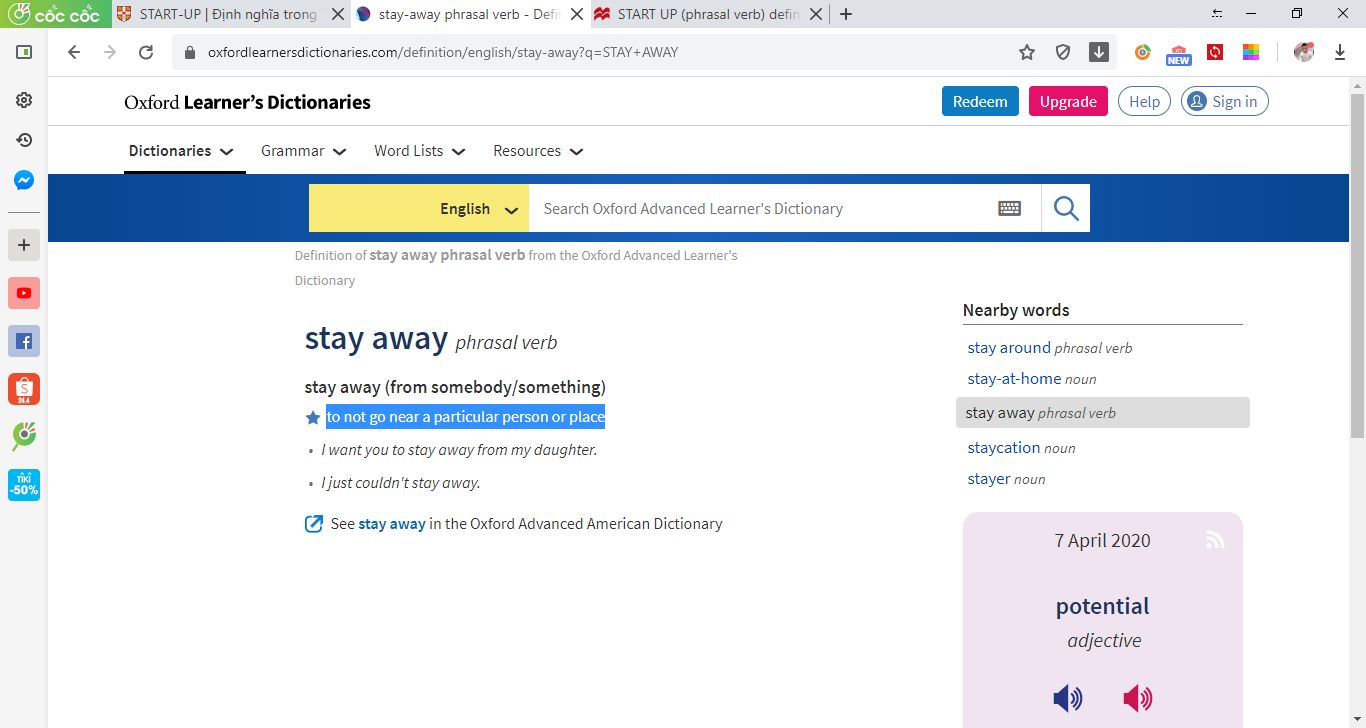 cốc cốc
START-UP | Định nghĩa trong
stay-away phrasal verb - Defi
START UP (phrasal verb) defin
oxfordlearnersdictionaries.com/definition/english/stay-away?q=STAY+AWAY
NEW
Oxford Learner's Dictionaries
Redeem
Upgrade
Help
Sign in
Dictionaries
Grammar
Word Lists
Resources
English
Search Oxford Advanced Learner's Dictionary
Definition of stay away phrasal verb from the Oxford Advanced Learner's
Dictionary
stay away phrasal verb
stay away (from somebody/something)
to not go near a particular person or place
• I want you to stay away from my daughter.
• I just couldn't stay away.
See stay away in the Oxford Advanced American Dictionary
Nearby words
stay around phrasal verb
stay-at-home noun
stay away phrasal verb
staycation noun
stayer noun
7 April 2020
potential
adjective
S
24.4
TIKI
-50%